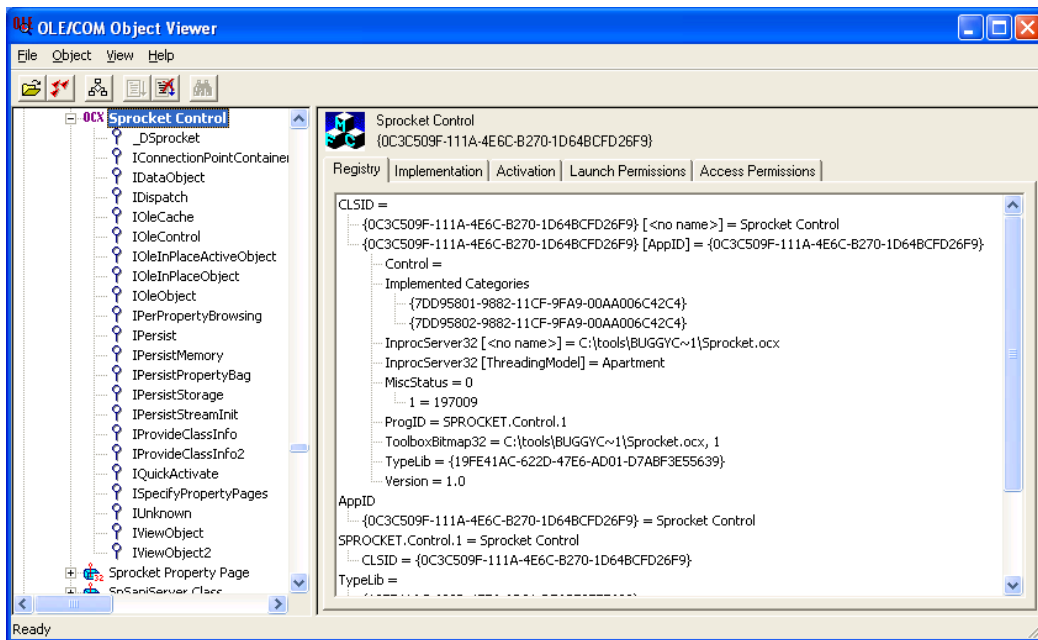 OLE/COM Object Viewer
File Object View Help
OCX Sprocket Control
_DSprocket
IConnectionPointContainer
IDataObject
IDispatch
IOleCache
IOleControl
IOleInPlaceActiveObject
IOleInPlaceObject
IOleObject
IPerPropertyBrowsing
IPersist
IPersistMemory
IPersistPropertyBag
IPersistStorage
IPersistStreamInit
IProvideClassInfo
IProvideClassInfo2
IQuickActivate
ISpecifyPropertyPages
IUnknown
IViewObject
IViewObject2
Sprocket Property Page
SpSapiServer Class
Sprocket Control
{0C3C509F-111A-4E6C-B270-1D64BCFD26F9}
Registry Implementation Activation Launch Permissions Access Permissions
CLSID =
{0C3C509F-111A-4E6C-B270-1D64BCFD26F9} [<no name>] = Sprocket Control
{0C3C509F-111A-4E6C-B270-1D64BCFD26F9} [AppID] = {0C3C509F-111A-4E6C-B270-1D64BCFD26F9}
Control =
Implemented Categories
{7DD95801-9882-11CF-9FA9-00AA006C42C4}
{7DD95802-9882-11CF-9FA9-00AA006C42C4}
InprocServer32 [<no name>] = C:\tools\BUGGYC~1\Sprocket.ocx
InprocServer32 [ThreadingModel] = Apartment
MiscStatus = 0
1 = 197009
ProgID = SPROCKET.Control.1
ToolboxBitmap32 = C:\tools\BUGGYC~1\Sprocket.ocx, 1
TypeLib = {19FE41AC-622D-47E6-AD01-D7ABF3E55639}
Version = 1.0
AppID
{0C3C509F-111A-4E6C-B270-1D64BCFD26F9} = Sprocket Control
SPROCKET.Control.1 = Sprocket Control
CLSID = {0C3C509F-111A-4E6C-B270-1D64BCFD26F9}
TypeLib =
Ready